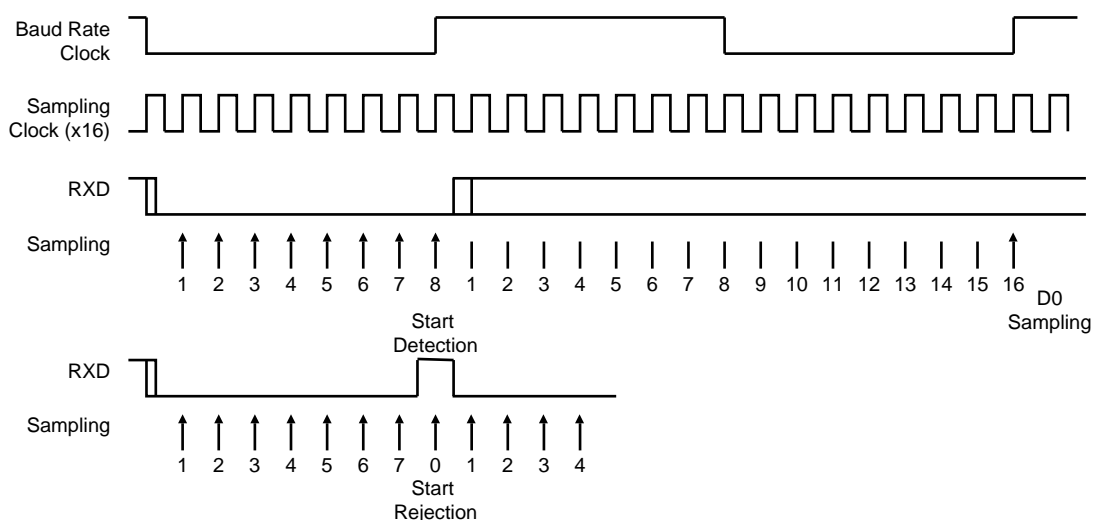 Baud Rate
Clock
Sampling
Clock (x16)
RXD
Sampling
1 2 3 4 5 6 7 8 1 2 3 4 5 6 7 8 9 10 11 12 13 14 15 16
D0
Sampling
Start
Detection
RXD
Sampling
1 2 3 4 5 6 7 0 1 2 3 4
Start
Rejection